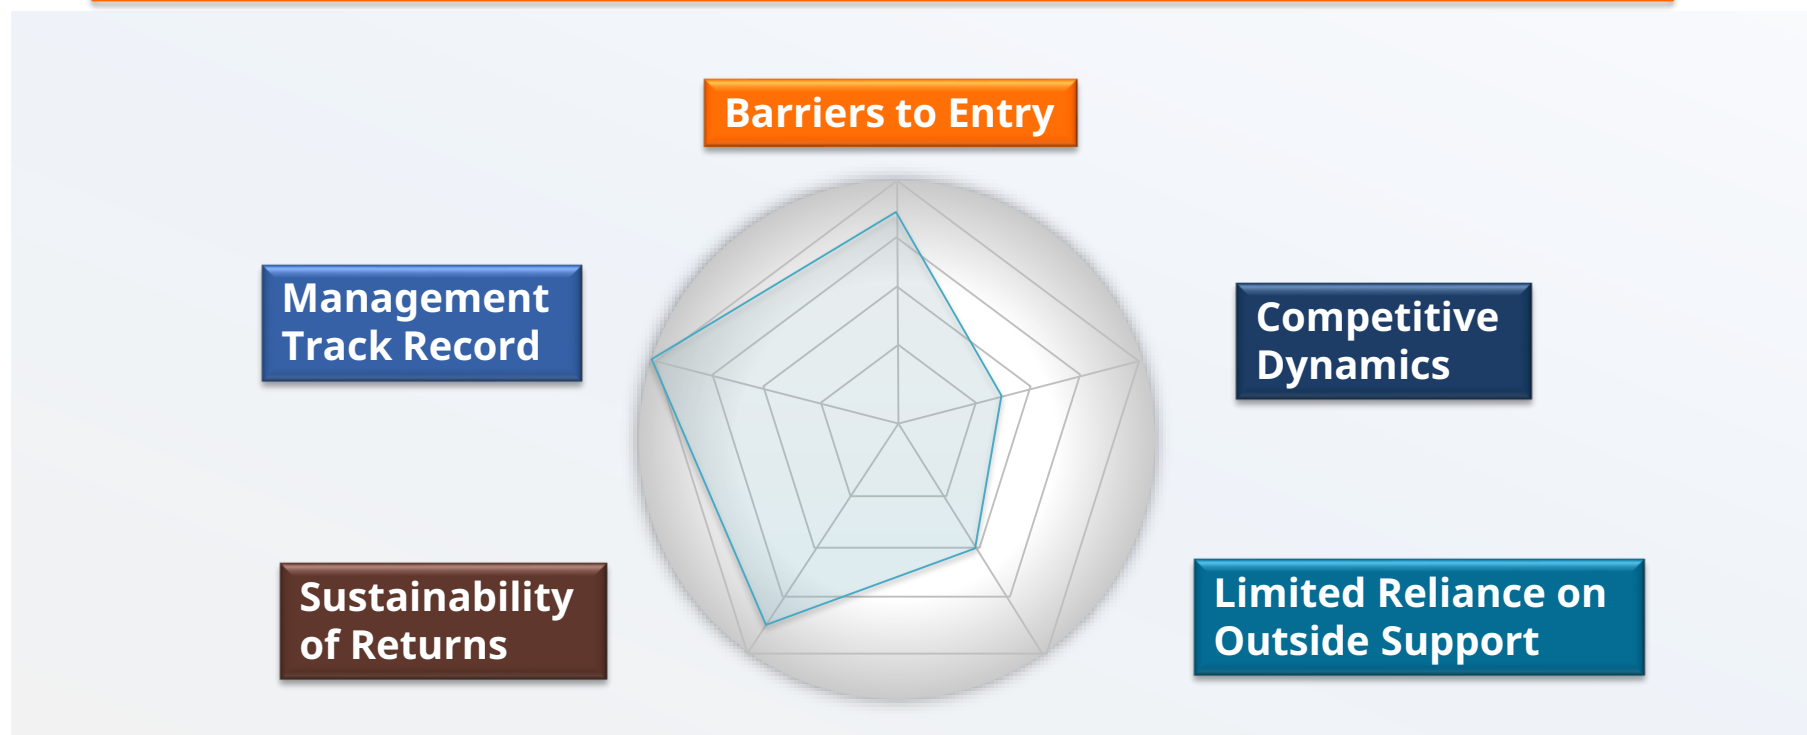 Barriers to Entry
Management
Track Record
Competitive
Dynamics
Sustainability
of Returns
Limited Reliance on
Outside Support